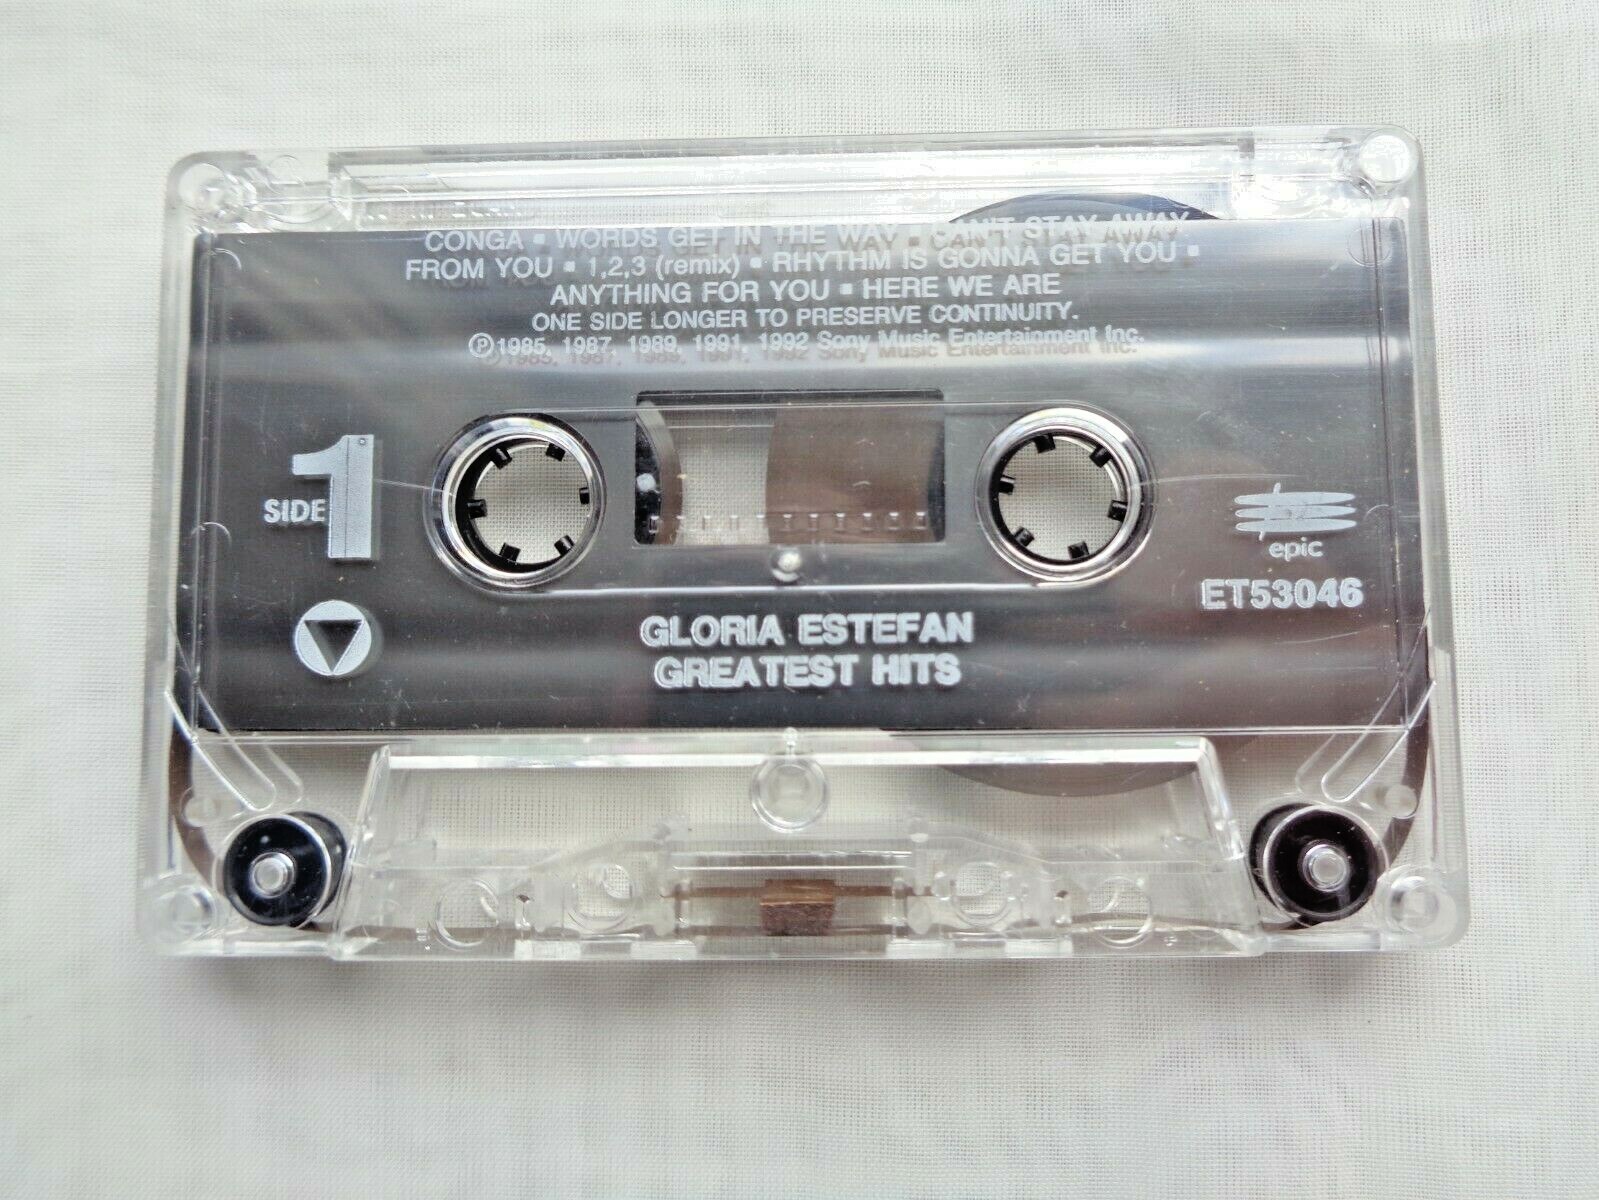 CONGA ▪ WORDS GET IN THE WAY ▪ CAN'T STAY AWAY
FROM YOU ▪ 1,2,3 (remix) ▪ RHYTHM IS GONNA GET YOU ▪
ANYTHING FOR YOU ▪ HERE WE ARE
ONE SIDE LONGER TO PRESERVE CONTINUITY.
Ⓟ1985, 1987, 1989, 1991, 1992 Sony Music Entertainment Inc.
SIDE 1
epic
ET53046
GLORIA ESTEFAN
GREATEST HITS